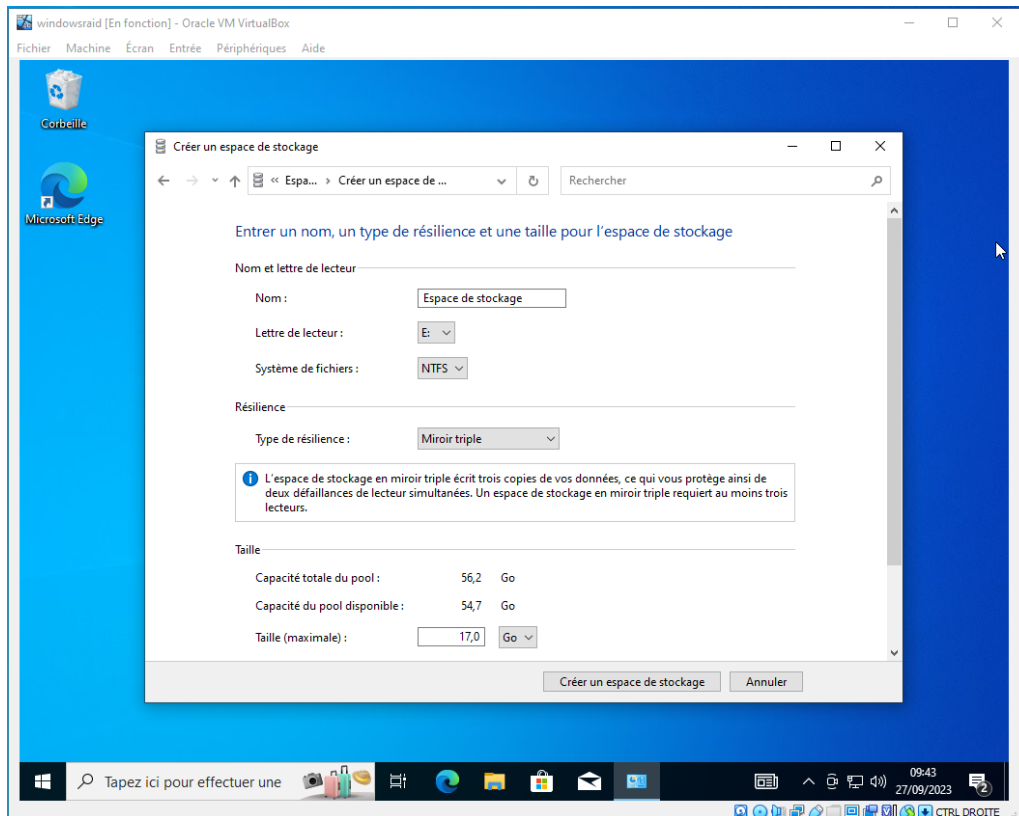 windowsraid [En fonction] - Oracle VM VirtualBox
Fichier Machine Écran Entrée Périphériques Aide
Corbeille
Microsoft Edge
Créer un espace de stockage
« Espa... › Créer un espace de ...
Rechercher
Entrer un nom, un type de résilience et une taille pour l'espace de stockage
Nom et lettre de lecteur
Nom : Espace de stockage
Lettre de lecteur : E:
Système de fichiers : NTFS
Résilience
Type de résilience : Miroir triple
L'espace de stockage en miroir triple écrit trois copies de vos données, ce qui vous protège ainsi de
deux défaillances de lecteur simultanées. Un espace de stockage en miroir triple requiert au moins trois
lecteurs.
Taille
Capacité totale du pool : 56,2 Go
Capacité du pool disponible : 54,7 Go
Taille (maximale) : 17,0 Go
Créer un espace de stockage Annuler
Tapez ici pour effectuer une
09:43
27/09/2023
2
CTRL DROITE